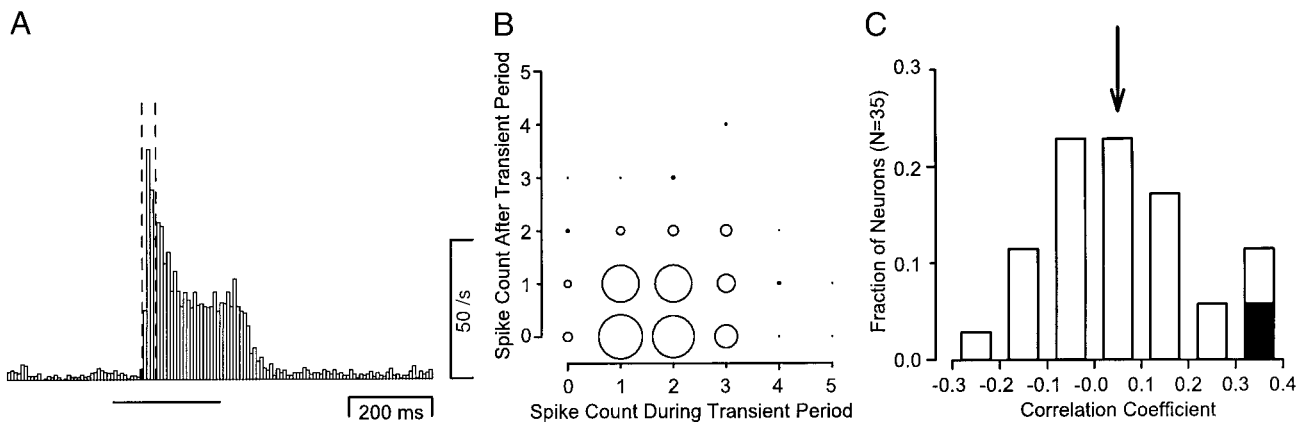 A
50 /s
200 ms
B
Spike Count After Transient Period
5
4
3
2
1
0
0 1 2 3 4 5
Spike Count During Transient Period
C
Fraction of Neurons (N=35)
0.3
0.2
0.1
0.0
-0.3 -0.2 -0.1 -0.0 0.1 0.2 0.3 0.4
Correlation Coefficient